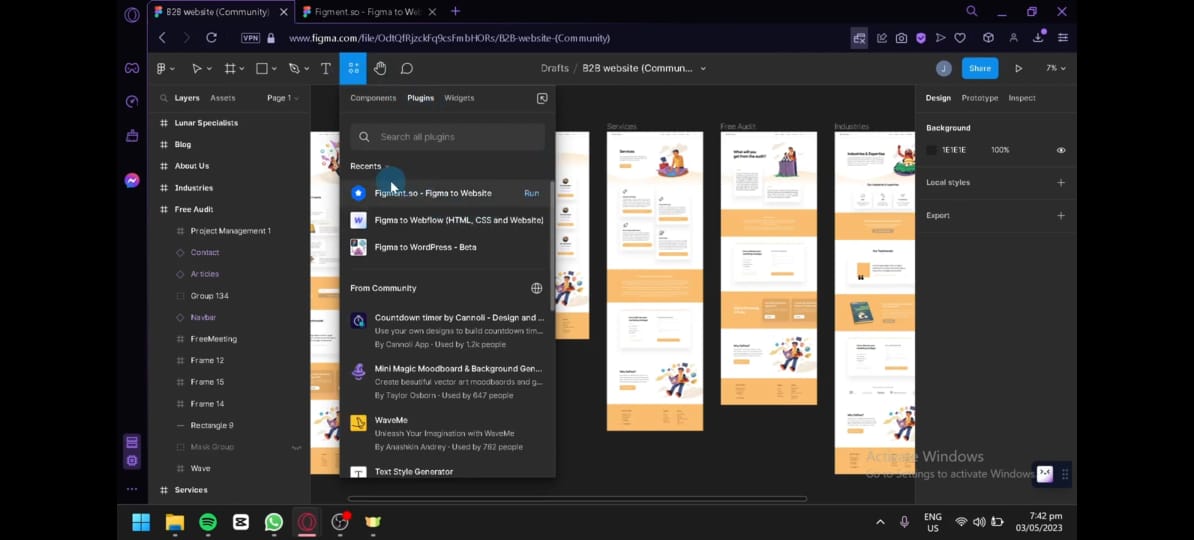 B2B website (Community)
Figment.so - Figma to We
VPN
www.figma.com/file/OdtQfRjzckFq9csFmbHORs/B2B-website-(Community)
T
Drafts / B2B website (Commun...
J
Share
7%
Layers
Assets
Page 1
Components
Plugins
Widgets
Design
Prototype
Inspect
Lunar Specialists
Blog
About Us
Industries
Free Audit
Project Management 1
Contact
Articles
Group 134
Navbar
FreeMeeting
Frame 12
Frame 15
Frame 14
Rectangle 9
Mask Group
Wave
Services
Search all plugins
Recents
Figment.so - Figma to Website
Run
Figma to Webflow (HTML, CSS and Website)
Figma to WordPress - Beta
From Community
Countdown timer by Cannoli - Design and ...
Use your own designs to build countdown tim...
By Cannoli App - Used by 1.2k people
Mini Magic Moodboard & Background Gen...
Create beautiful vector art moodboards and g...
By Taylor Osborn - Used by 647 people
WaveMe
Unleash Your Imagination with WaveMe
By Anashkin Andrey - Used by 782 people
Text Style Generator
Services
Free Audit
Industries
Background
1E1E1E
100%
Local styles
Export
Activate Windows
Go to Settings to activate Windows
ENG
US
7:42 pm
03/05/2023